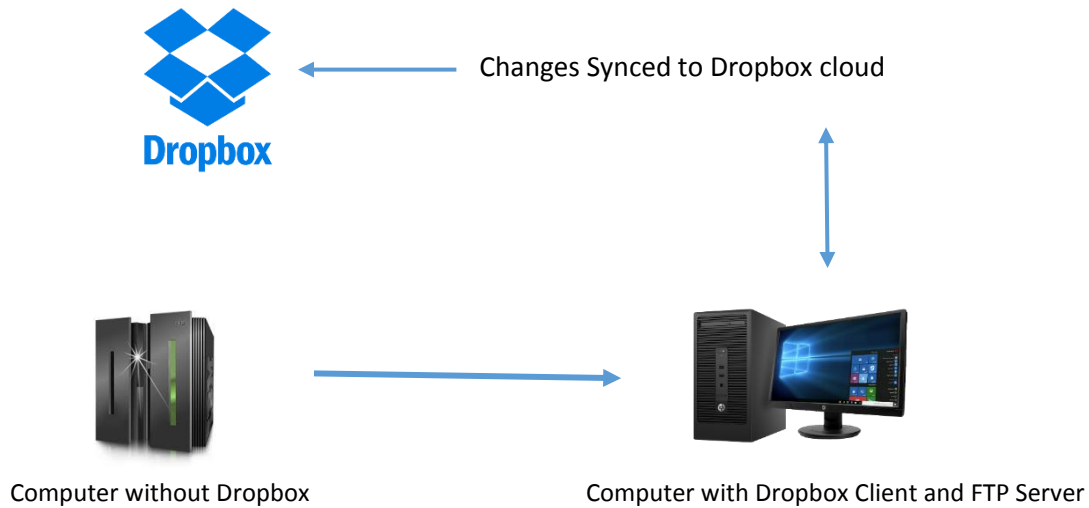 Changes Synced to Dropbox cloud
Dropbox
Computer without Dropbox
Computer with Dropbox Client and FTP Server